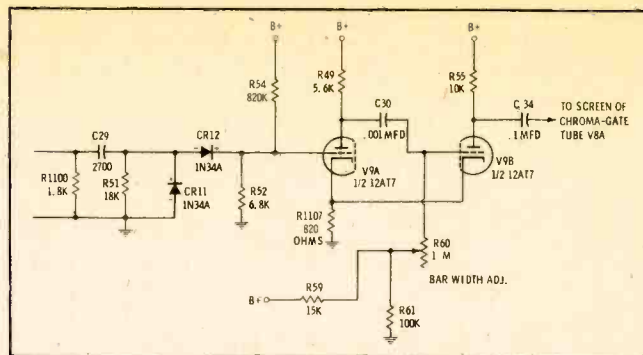 B+
B+
B+
R54
820K
R49
5.6K
R55
10K
C30
.001MFD
C34
.1MFD
TO SCREEN OF
CHROMA-GATE
TUBE V8A
C29
2700
CR12
1N34A
V9A
1/2 12AT7
V9B
1/2 12AT7
R1100
1.8K
R51
18K
CR11
1N34A
R52
6.8K
R1107
820
OHMS
R60
1 M
BAR WIDTH ADJ.
B+
R59
15K
R61
100K